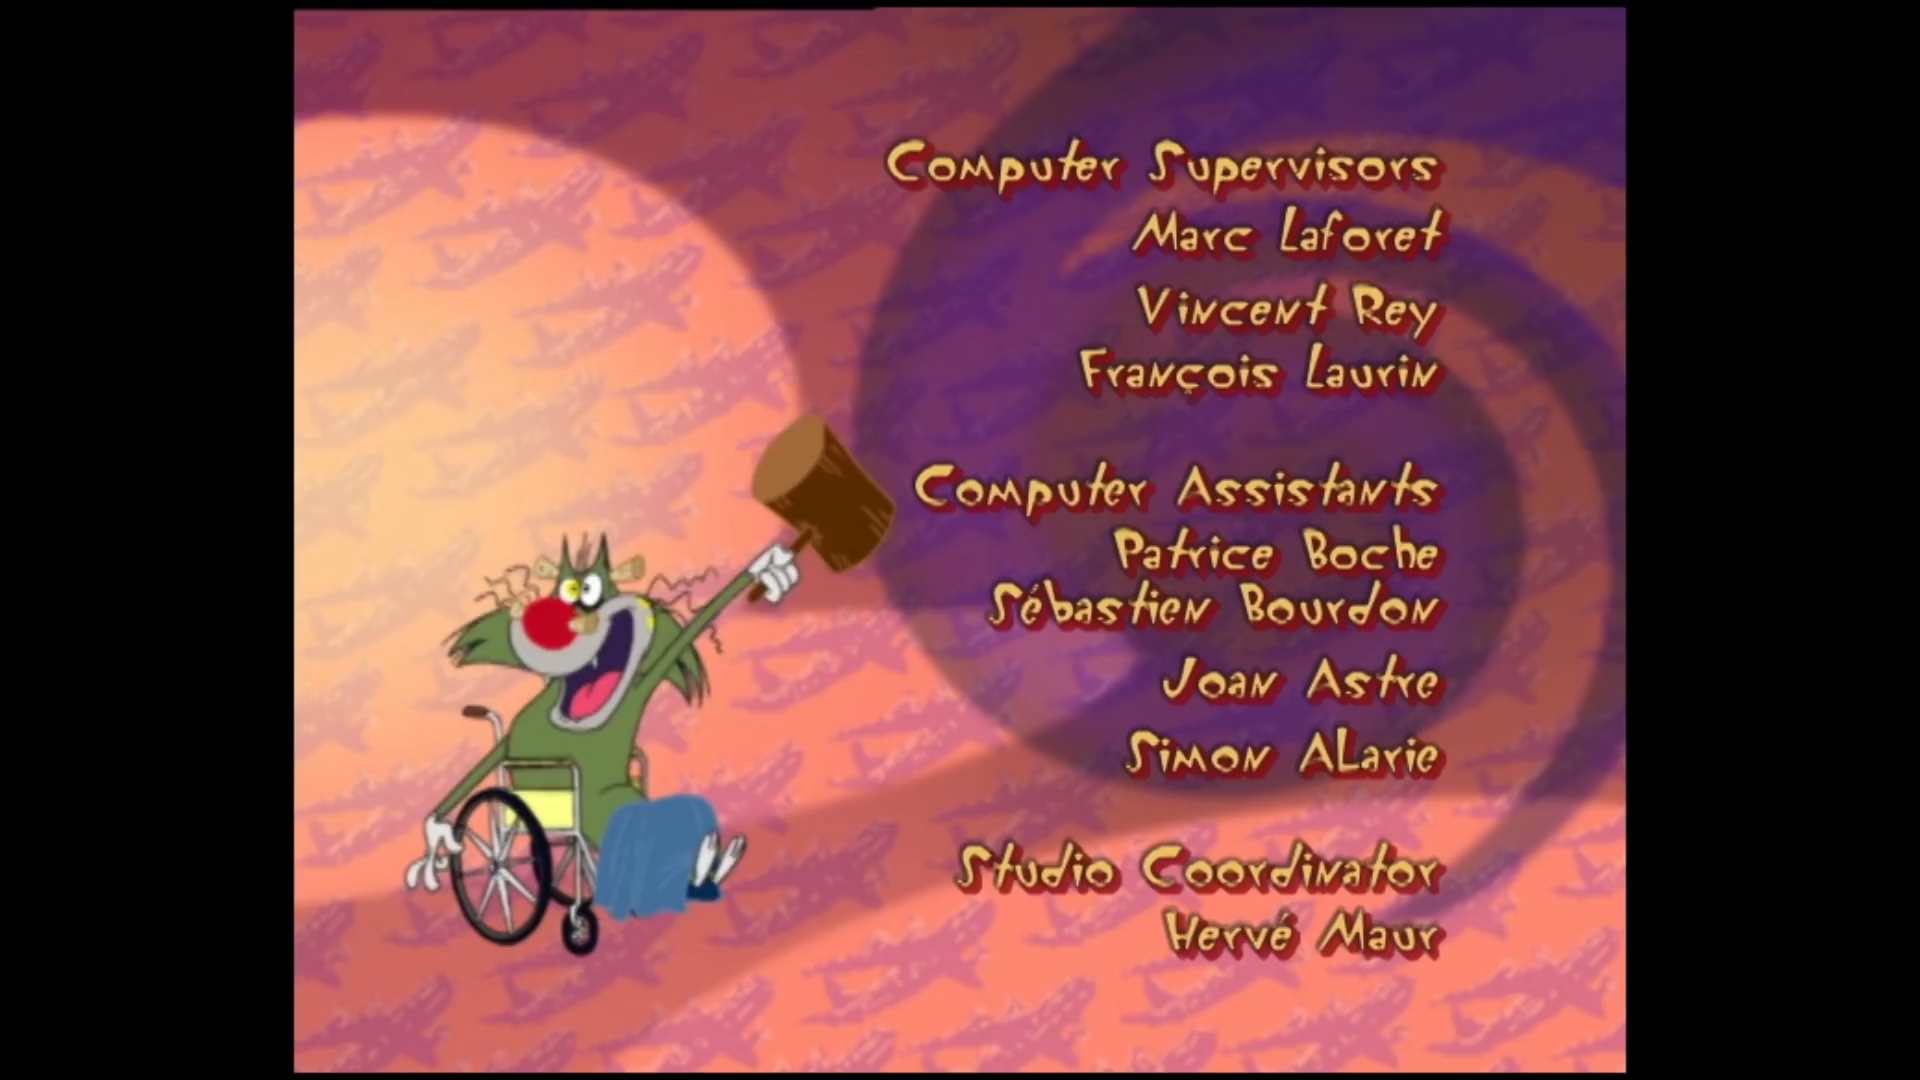 Computer Supervisors
Marc Laforet
Vincent Rey
François Laurin
Computer Assistants
Patrice Boche
Sébastien Bourdon
Joan Astre
Simon ALarie
Studio Coordinator
Hervé Maur